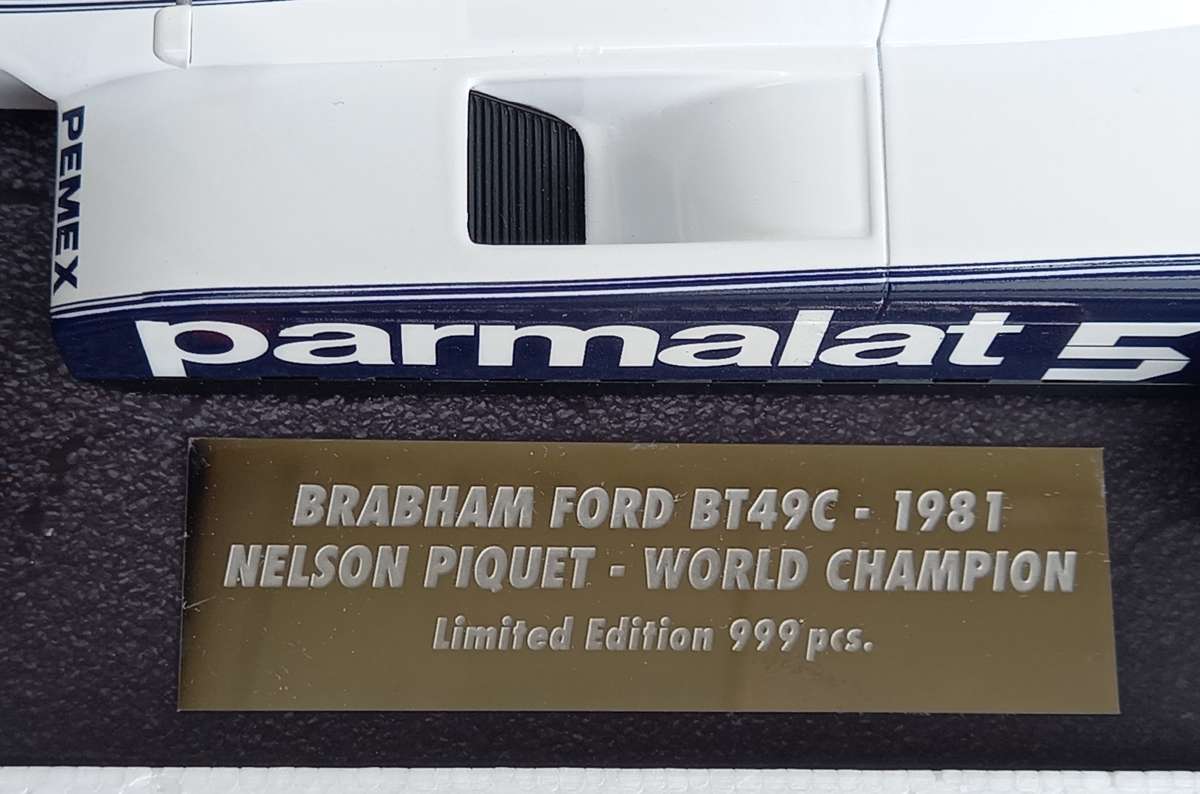 PEMEX
parmalat 5
BRABHAM FORD BT49C - 1981
NELSON PIQUET - WORLD CHAMPION
Limited Edition 999 pcs.